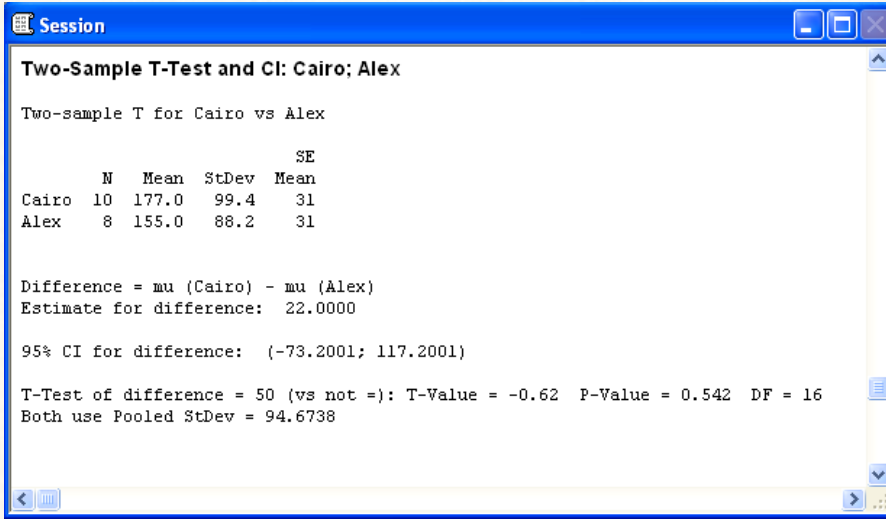 Session
Two-Sample T-Test and CI: Cairo; Alex
Two-sample T for Cairo vs Alex
SE
N Mean StDev Mean
Cairo 10 177.0 99.4 31
Alex 8 155.0 88.2 31
Difference = mu (Cairo) - mu (Alex)
Estimate for difference: 22.0000
95% CI for difference: (-73.2001; 117.2001)
T-Test of difference = 50 (vs not =): T-Value = -0.62 P-Value = 0.542 DF = 16
Both use Pooled StDev = 94.6738